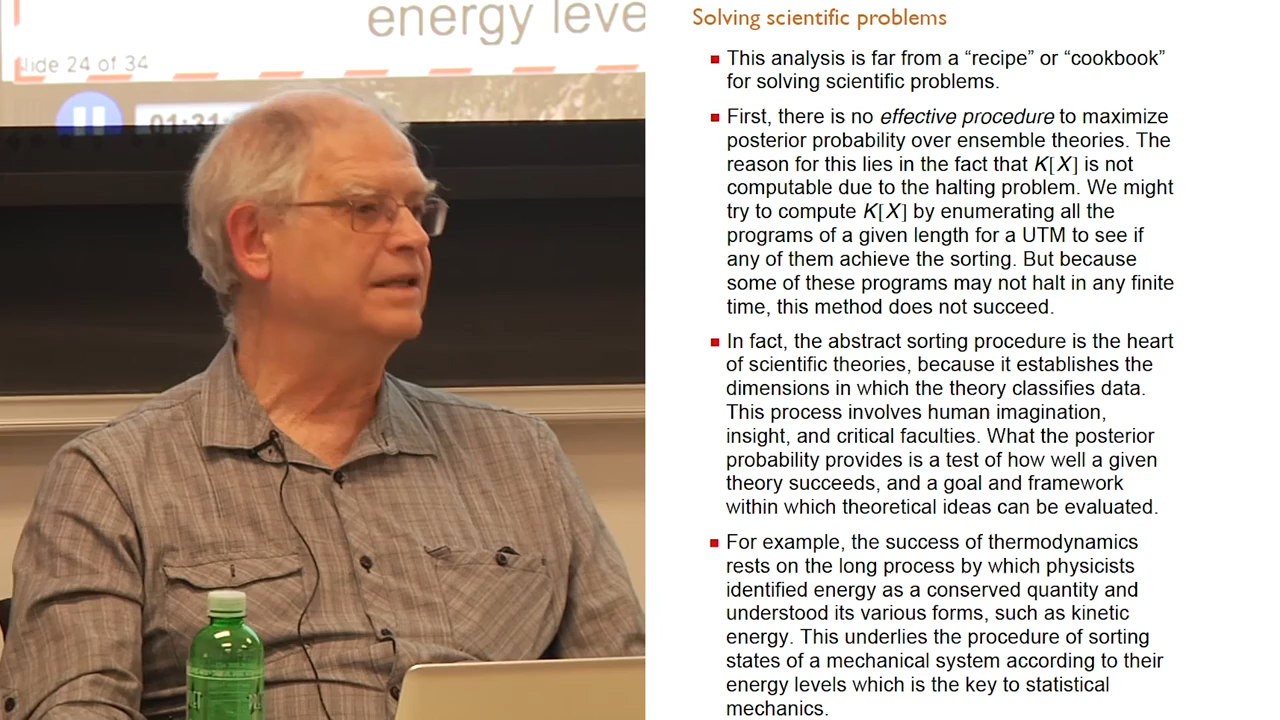 energy leve
lide 24 of 34
01:31
Solving scientific problems
This analysis is far from a “recipe” or “cookbook”
for solving scientific problems.
First, there is no effective procedure to maximize
posterior probability over ensemble theories. The
reason for this lies in the fact that K[X] is not
computable due to the halting problem. We might
try to compute K[X] by enumerating all the
programs of a given length for a UTM to see if
any of them achieve the sorting. But because
some of these programs may not halt in any finite
time, this method does not succeed.
In fact, the abstract sorting procedure is the heart
of scientific theories, because it establishes the
dimensions in which the theory classifies data.
This process involves human imagination,
insight, and critical faculties. What the posterior
probability provides is a test of how well a given
theory succeeds, and a goal and framework
within which theoretical ideas can be evaluated.
For example, the success of thermodynamics
rests on the long process by which physicists
identified energy as a conserved quantity and
understood its various forms, such as kinetic
energy. This underlies the procedure of sorting
states of a mechanical system according to their
energy levels which is the key to statistical
mechanics.